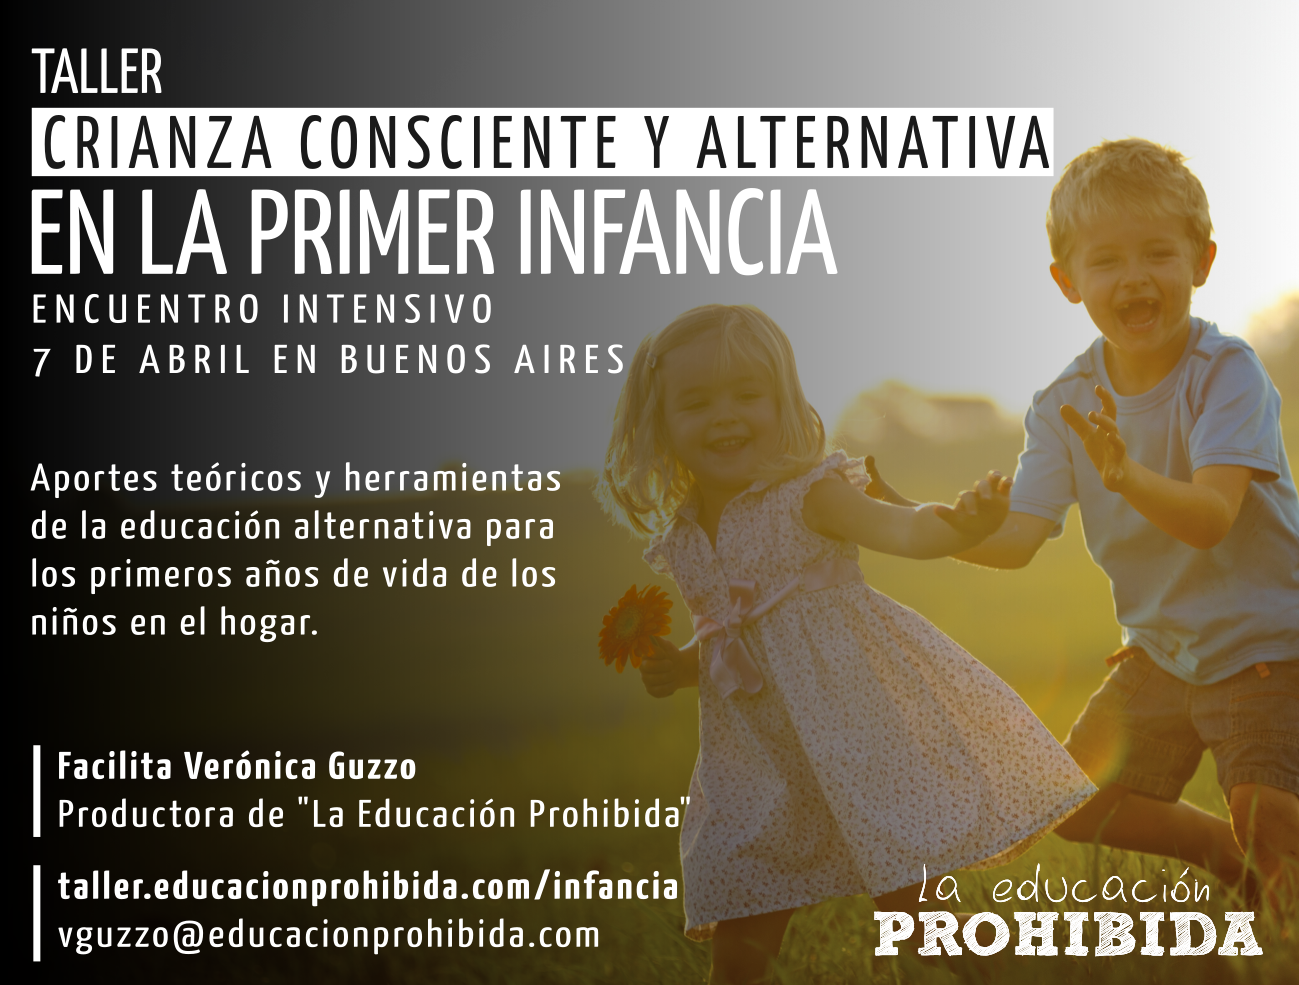 TALLER
CRIANZA CONSCIENTE Y ALTERNATIVA
EN LA PRIMER INFANCIA
ENCUENTRO INTENSIVO
7 DE ABRIL EN BUENOS AIRES
Aportes teóricos y herramientas
de la educación alternativa para
los primeros años de vida de los
niños en el hogar.
Facilita Verónica Guzzo
Productora de "La Educación Prohibida"
taller.educacionprohibida.com/infancia
vguzzo@educacionprohibida.com
La educación
PROHIBIDA